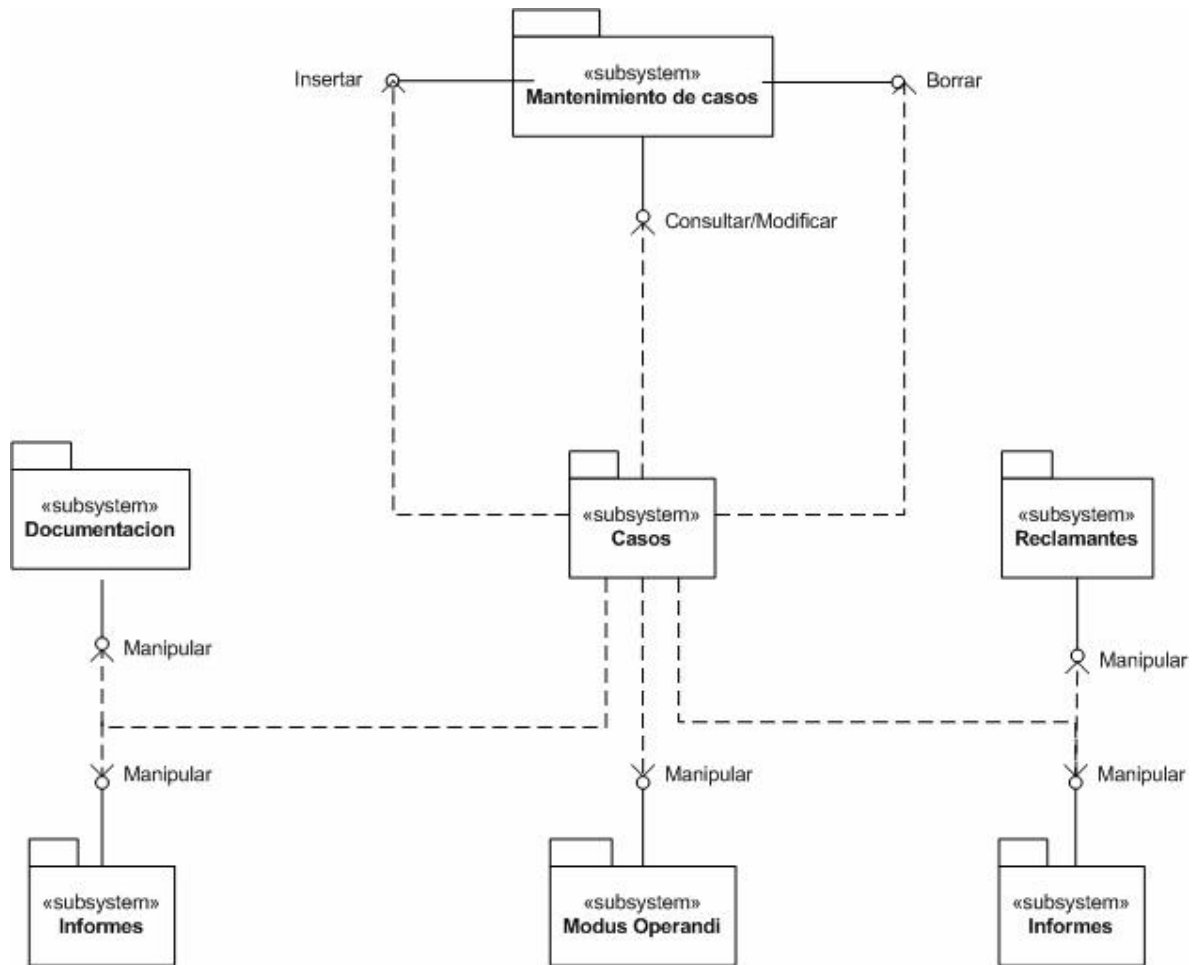 «subsystem»
Mantenimiento de casos
Insertar
Borrar
Consultar/Modificar
«subsystem»
Documentacion
«subsystem»
Casos
«subsystem»
Reclamantes
Manipular
Manipular
Manipular
Manipular
Manipular
«subsystem»
Informes
«subsystem»
Modus Operandi
«subsystem»
Informes